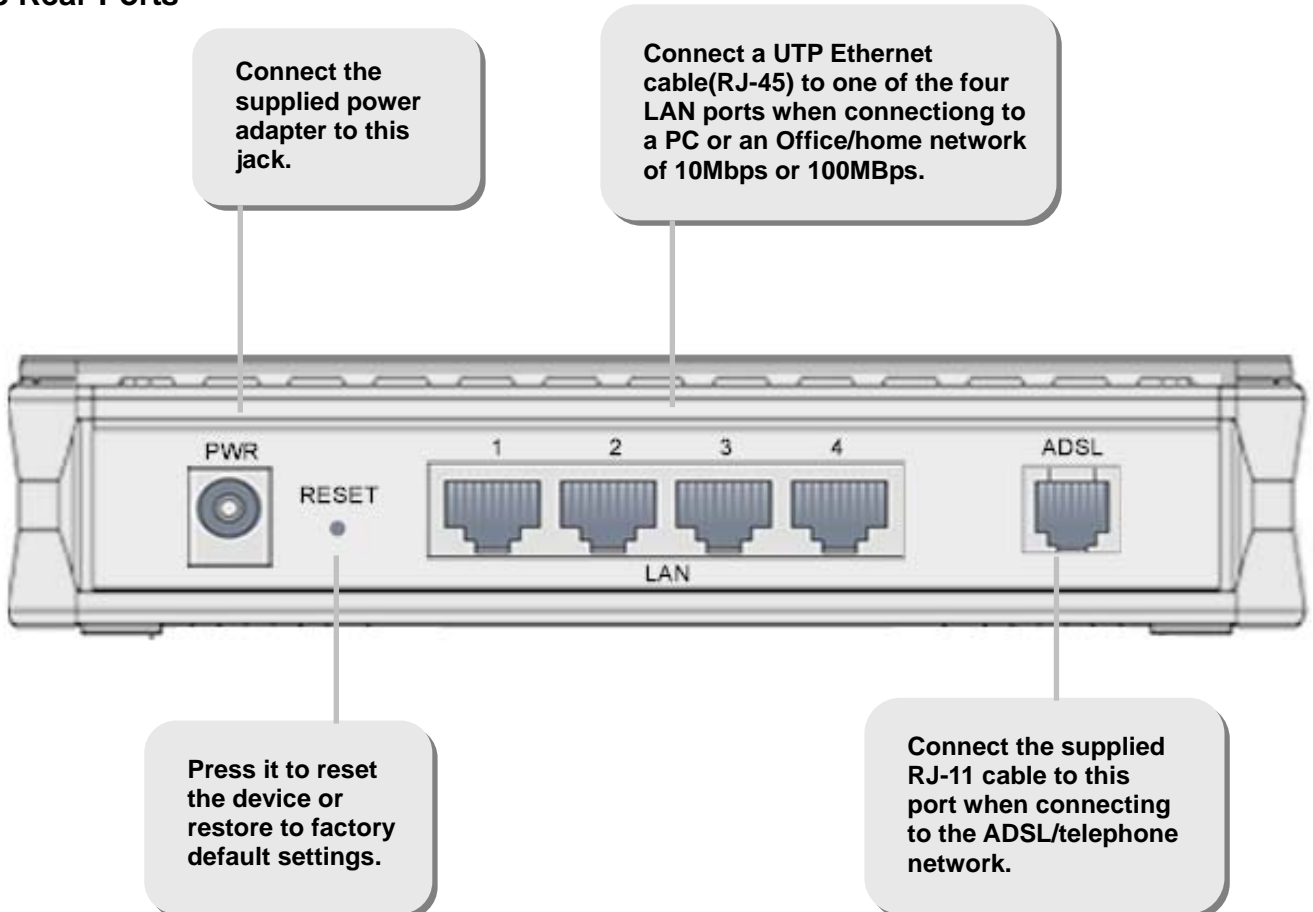 Rear Ports
Connect the
supplied power
adapter to this
jack.
Connect a UTP Ethernet
cable(RJ-45) to one of the four
LAN ports when connectiong to
a PC or an Office/home network
of 10Mbps or 100MBps.
PWR
RESET
1 2 3 4
LAN
ADSL
Press it to reset
the device or
restore to factory
default settings.
Connect the supplied
RJ-11 cable to this
port when connecting
to the ADSL/telephone
network.